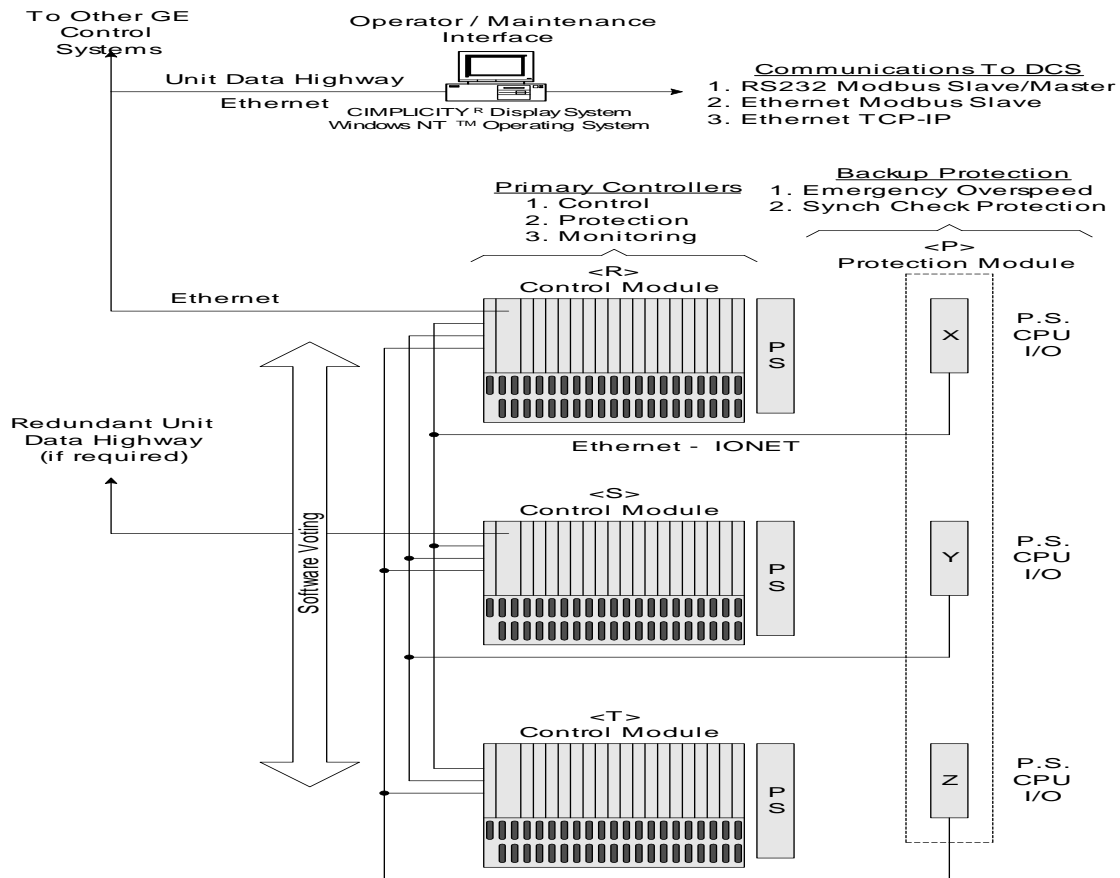 To Other GE
Control
Systems
Operator / Maintenance
Interface
Unit Data Highway
Ethernet
CIMPLICITY R Display System
Windows NT TM Operating System
Communications To DCS
1. RS232 Modbus Slave/Master
2. Ethernet Modbus Slave
3. Ethernet TCP-IP
Primary Controllers
1. Control
2. Protection
3. Monitoring
Backup Protection
1. Emergency Overspeed
2. Synch Check Protection
<R>
Control Module
<P>
Protection Module
Ethernet
PS
X
P.S.
CPU
I/O
Ethernet - IONET
Redundant Unit
Data Highway
(if required)
Software Voting
<S>
Control Module
PS
Y
P.S.
CPU
I/O
<T>
Control Module
PS
Z
P.S.
CPU
I/O